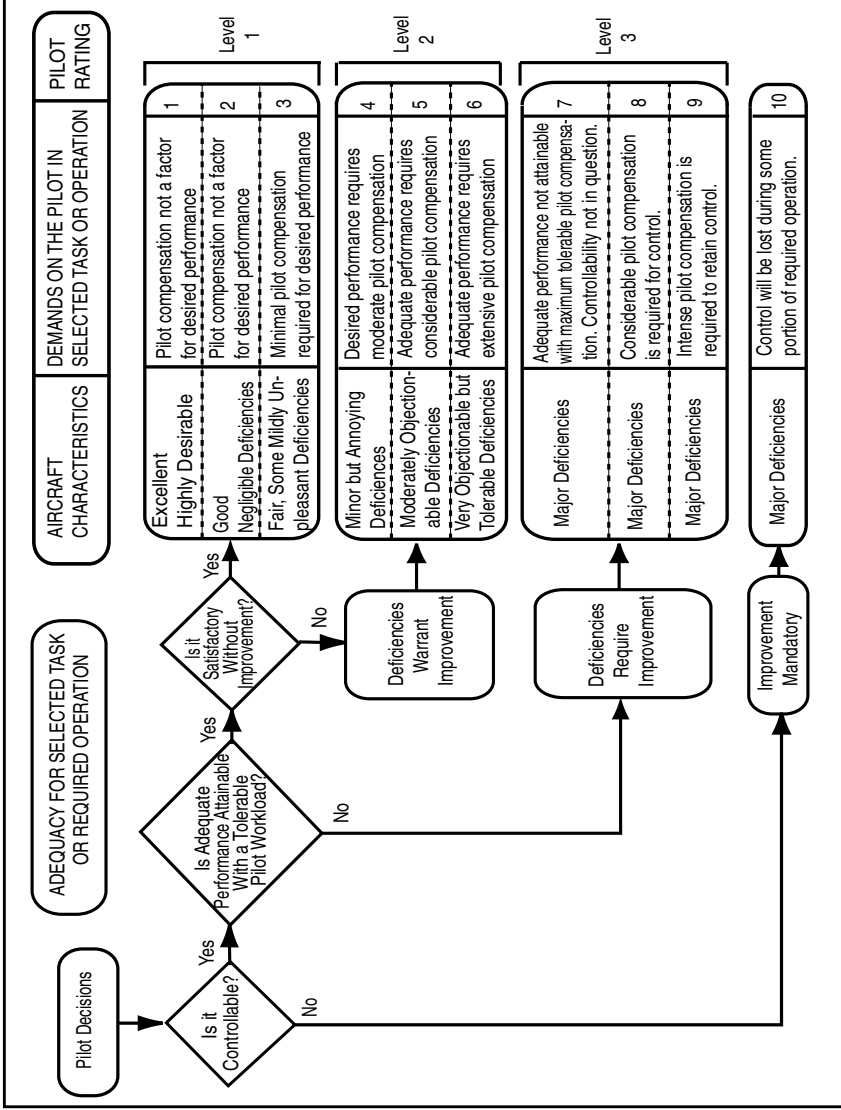 ADEQUACY FOR SELECTED TASK
OR REQUIRED OPERATION
AIRCRAFT
CHARACTERISTICS
DEMANDS ON THE PILOT IN
SELECTED TASK OR OPERATION
PILOT
RATING
Pilot Decisions
Is it
Controllable?
Yes
No
Is Adequate
Performance Attainable
With a Tolerable
Pilot Workload?
Yes
No
Is it
Satisfactory
Without
Improvement?
Yes
No
Excellent
Highly Desirable
Pilot compensation not a factor
for desired performance
1
Good
Negligible Deficiencies
Pilot compensation not a factor
for desired performance
2
Fair, Some Mildly Un-
pleasant Deficiencies
Minimal pilot compensation
required for desired performance
3
Level
1
Deficiencies
Warrant
Improvement
Minor but Annoying
Deficiences
Desired performance requires
moderate pilot compensation
4
Moderately Objection-
able Deficiencies
Adequate performance requires
considerable pilot compensation
5
Very Objectionable but
Tolerable Deficiencies
Adequate performance requires
extensive pilot compensation
6
Level
2
Deficiencies
Require
Improvement
Major Deficiencies
Adequate performance not attainable
with maximum tolerable pilot compensa-
tion. Controllability not in question.
7
Major Deficiencies
Considerable pilot compensation
is required for control.
8
Major Deficiencies
Intense pilot compensation is
required to retain control.
9
Level
3
Improvement
Mandatory
Major Deficiencies
Control will be lost during some
portion of required operation.
10